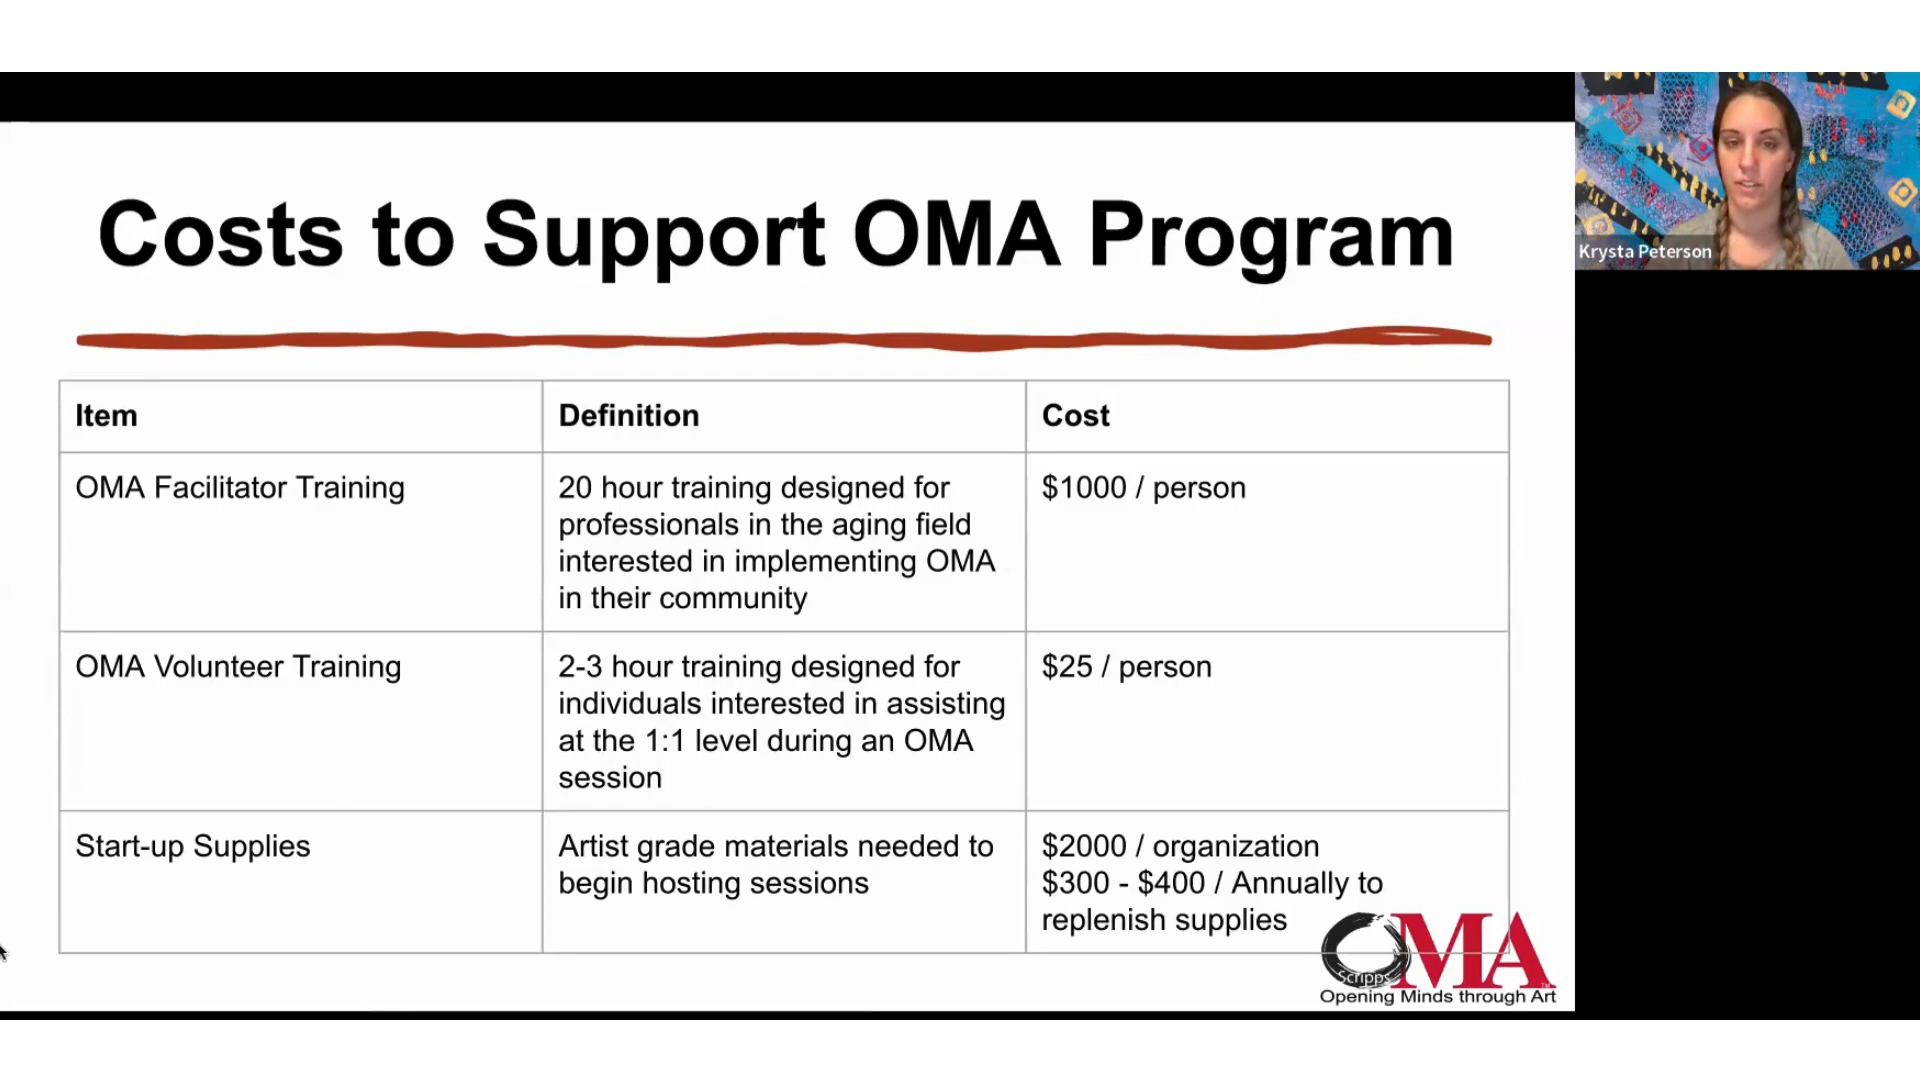 Costs to Support OMA Program
Krysta Peterson
Item
Definition
Cost
OMA Facilitator Training
20 hour training designed for
professionals in the aging field
interested in implementing OMA
in their community
$1000 / person
OMA Volunteer Training
2-3 hour training designed for
individuals interested in assisting
at the 1:1 level during an OMA
session
$25 / person
Start-up Supplies
Artist grade materials needed to
begin hosting sessions
$2000 / organization
$300 - $400 / Annually to
replenish supplies
OMA
Scripps
TM
Opening Minds through Art